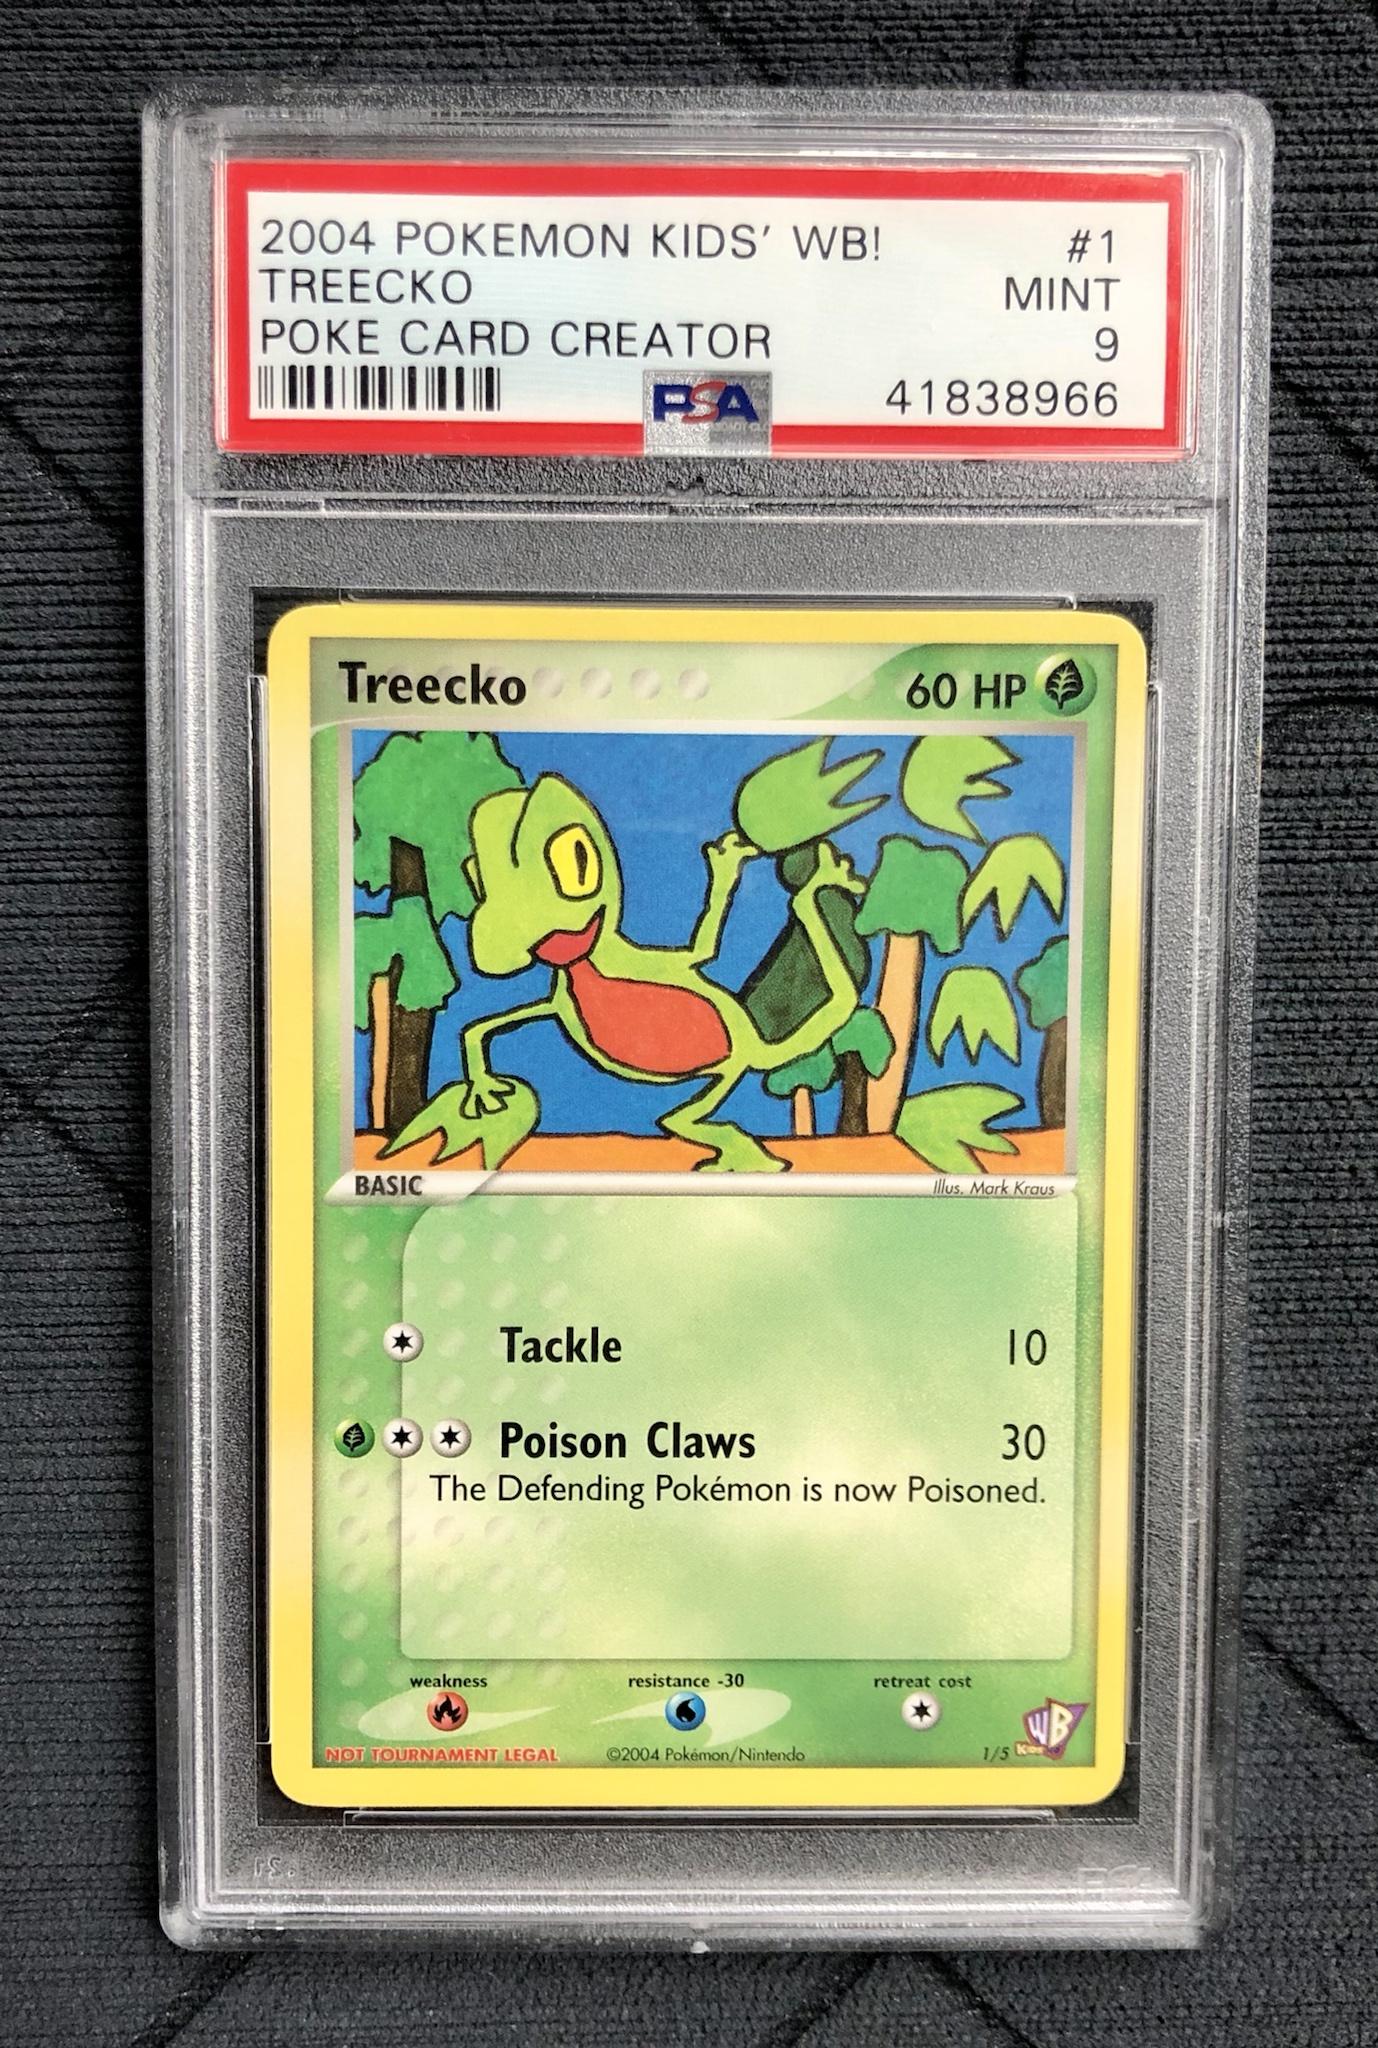 2004 POKEMON KIDS' WB! #1
TREECKO MINT
POKE CARD CREATOR 9
PSA 41838966
Treecko 60 HP
BASIC Illus. Mark Kraus
Tackle 10
Poison Claws 30
The Defending Pokémon is now Poisoned.
weakness resistance -30 retreat cost
NOT TOURNAMENT LEGAL ©2004 Pokémon/Nintendo 1/5 Kids WB